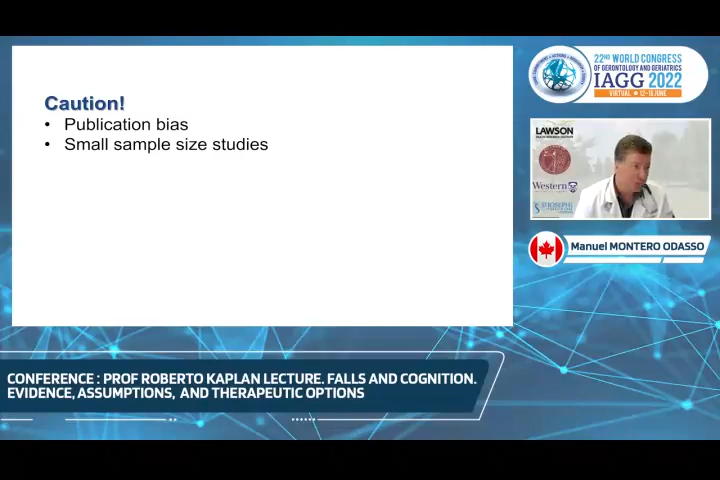 Caution!
• Publication bias
• Small sample size studies
22ND WORLD CONGRESS
OF GERONTOLOGY AND GERIATRICS
IAGG 2022
VIRTUAL • 12-16 JUNE
LAWSON
Western
ST JOSEPH'S
Manuel MONTERO ODASSO
CONFERENCE : PROF ROBERTO KAPLAN LECTURE. FALLS AND COGNITION.
EVIDENCE, ASSUMPTIONS, AND THERAPEUTIC OPTIONS